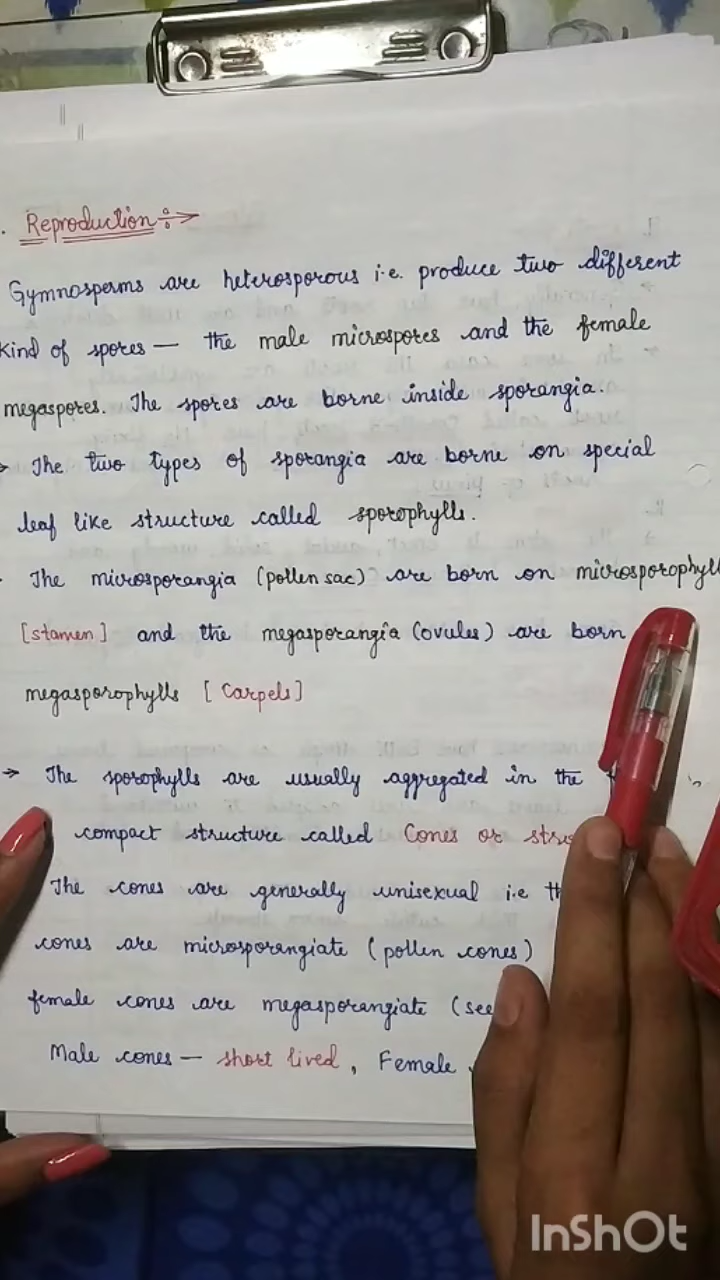 Reproduction ÷→
Gymnosperms are heterosporous i.e. produce two different
kind of spores — the male microspores and the female
megaspores. The spores are borne inside sporangia.
→ The two types of sporangia are borne on special
leaf like structure called sporophylls.
The microsporangia (pollen sac) are born on microsporophyll
[stamen] and the megasporangia (ovules) are born
megasporophylls [Carpels]
→ The sporophylls are usually aggregated in the
compact structure called Cones or
The cones are generally unisexual i.e
cones are microsporangiate (pollen cones)
female cones are megasporangiate
Male cones — short lived, Female
InShOt